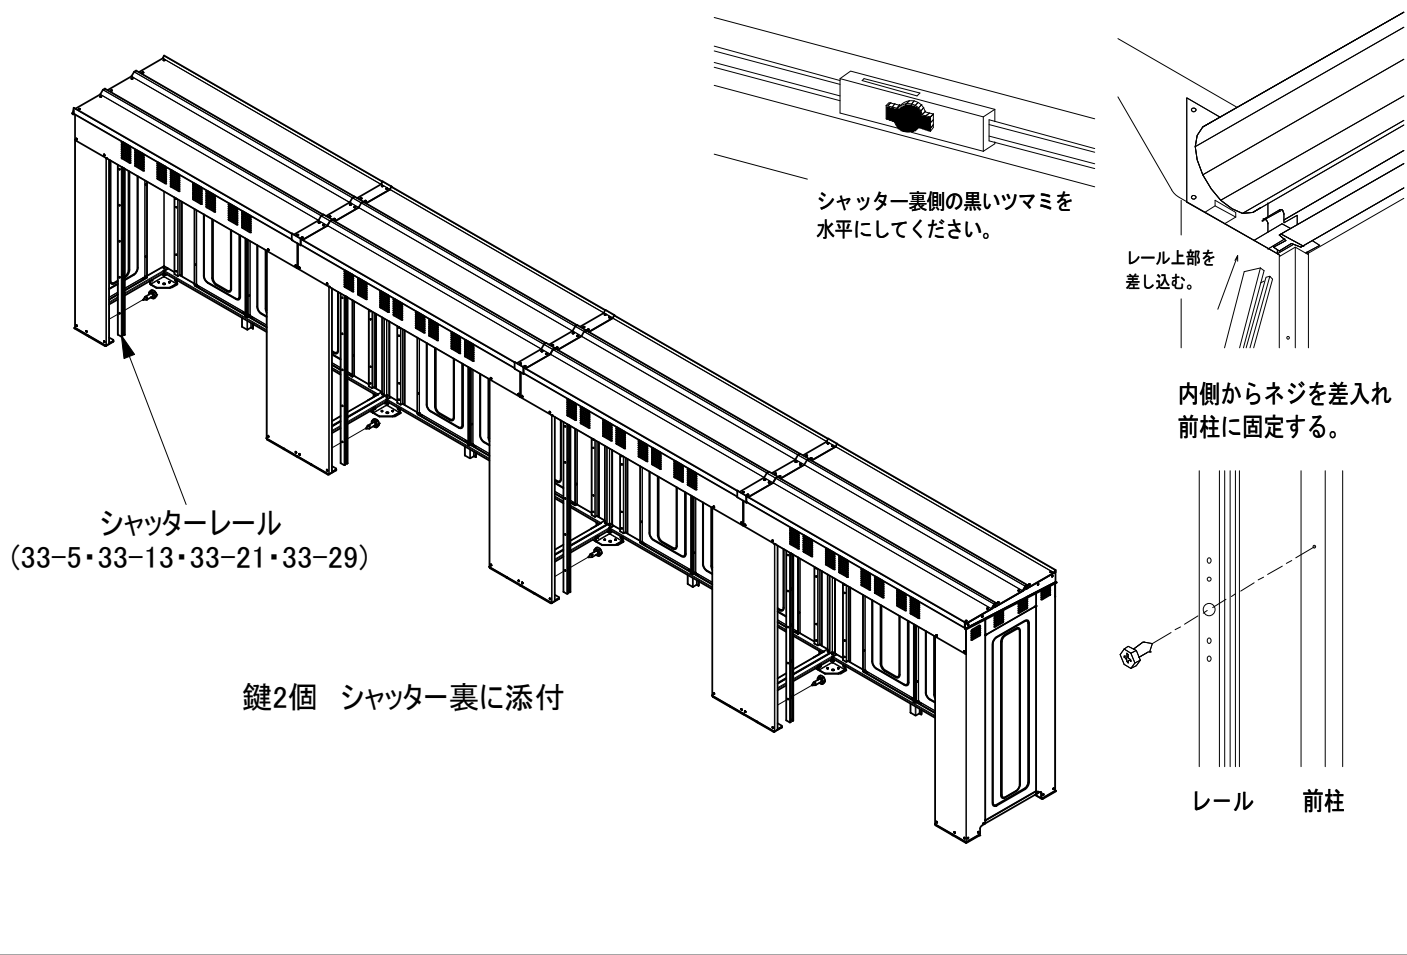 シャッター裏側の黒いツマミを
水平にしてください。
レール上部を
差し込む。
内側からネジを差入れ
前柱に固定する。
シャッターレール
(33-5・33-13・33-21・33-29)
鍵2個　シャッター裏に添付
レール　前柱